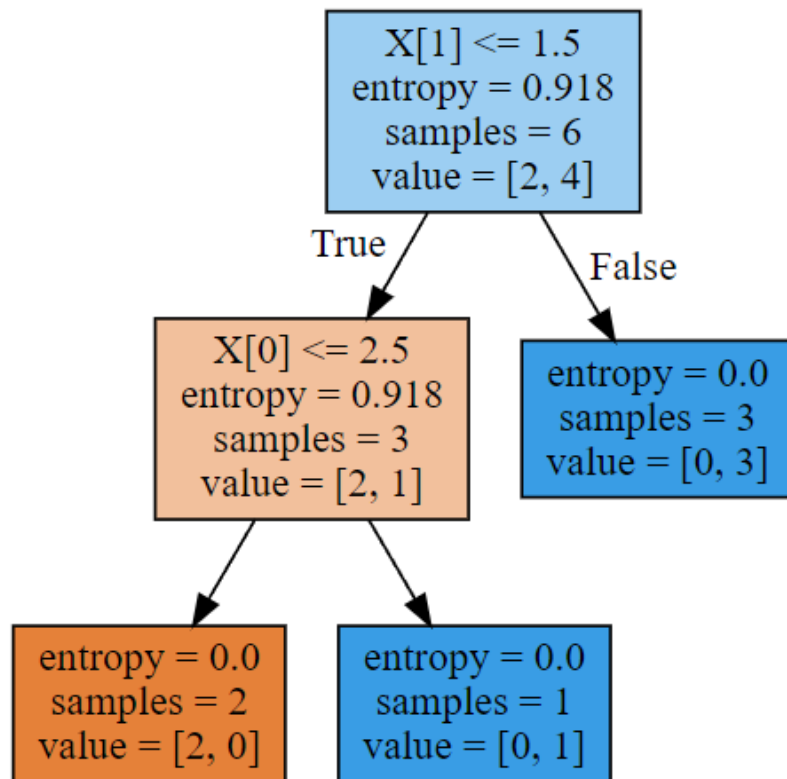 X[1] <= 1.5
entropy = 0.918
samples = 6
value = [2, 4]
True
False
X[0] <= 2.5
entropy = 0.918
samples = 3
value = [2, 1]
entropy = 0.0
samples = 3
value = [0, 3]
entropy = 0.0
samples = 2
value = [2, 0]
entropy = 0.0
samples = 1
value = [0, 1]